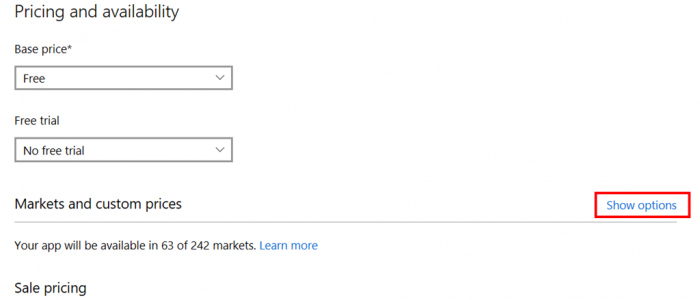 Pricing and availability
Base price*
Free
Free trial
No free trial
Markets and custom prices
Show options
Your app will be available in 63 of 242 markets. Learn more
Sale pricing